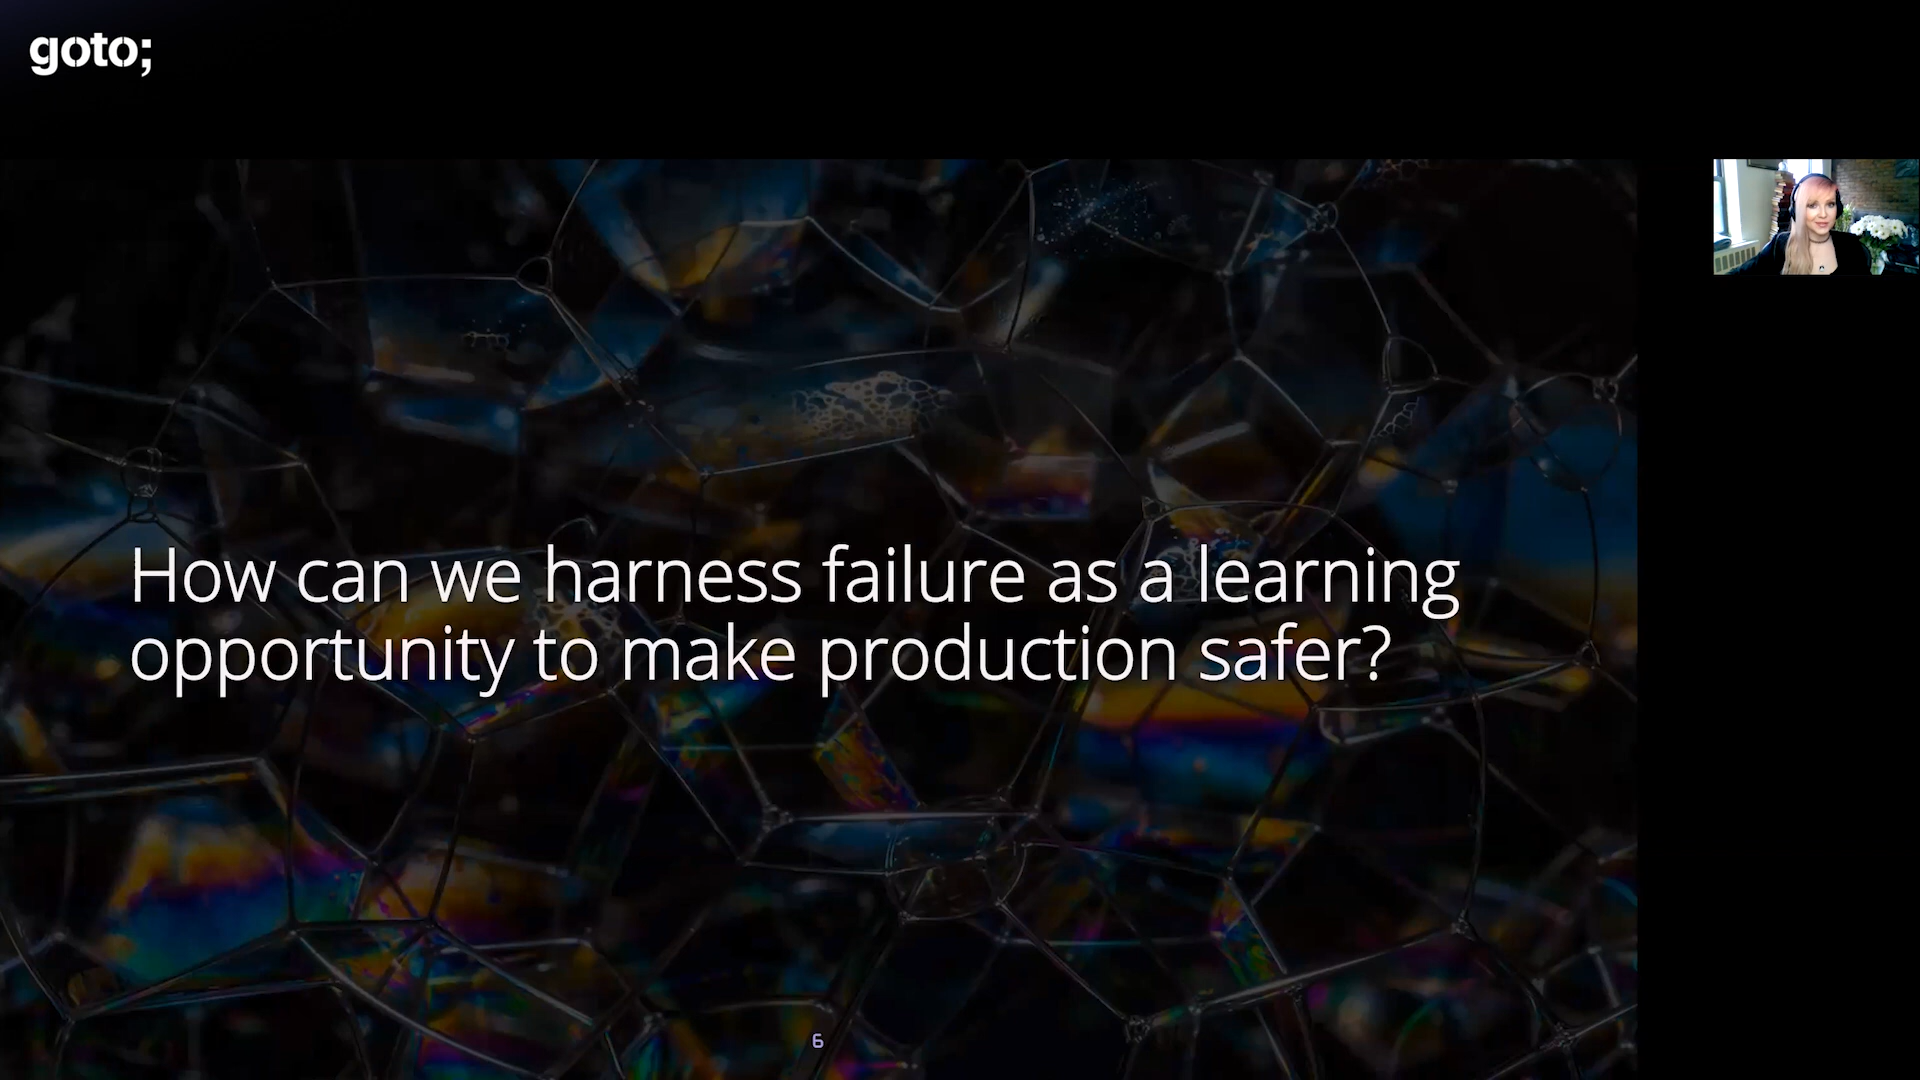 goto;
How can we harness failure as a learning
opportunity to make production safer?
6